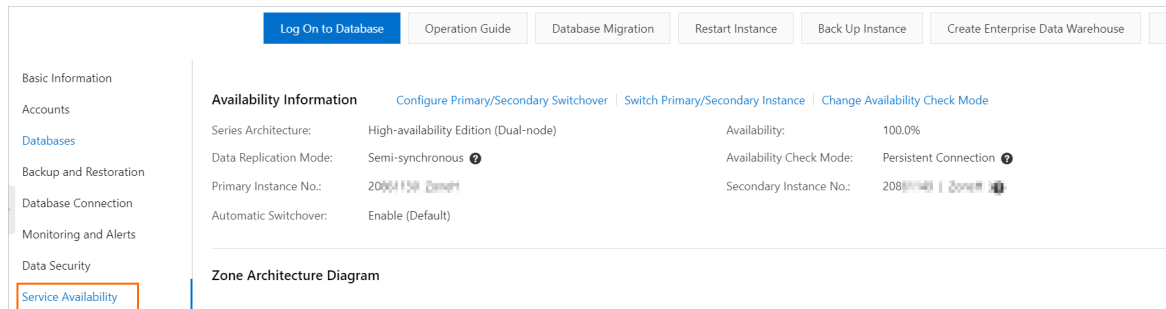 Log On to Database Operation Guide Database Migration Restart Instance Back Up Instance Create Enterprise Data Warehouse
Basic Information
Accounts
Databases
Backup and Restoration
Database Connection
Monitoring and Alerts
Data Security
Service Availability
Availability Information Configure Primary/Secondary Switchover Switch Primary/Secondary Instance Change Availability Check Mode
Series Architecture: High-availability Edition (Dual-node) Availability: 100.0%
Data Replication Mode: Semi-synchronous Availability Check Mode: Persistent Connection
Primary Instance No.: Secondary Instance No.:
Automatic Switchover: Enable (Default)
Zone Architecture Diagram